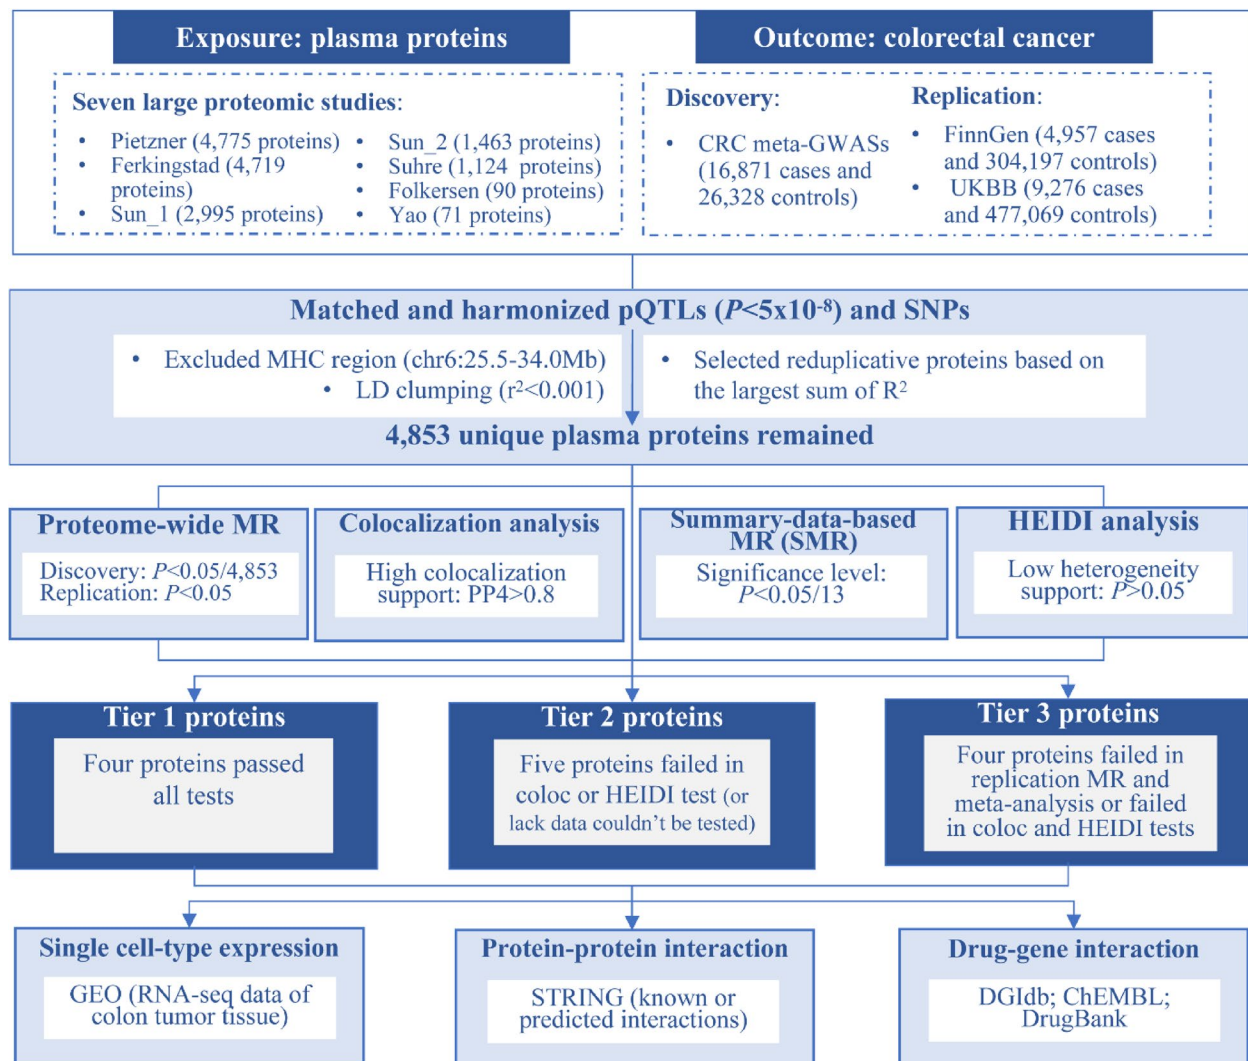 Exposure: plasma proteins
Seven large proteomic studies:
• Pietzner (4,775 proteins)
• Ferkingstad (4,719
proteins)
• Sun_1 (2,995 proteins)
• Sun_2 (1,463 proteins)
• Suhre (1,124 proteins)
• Folkersen (90 proteins)
• Yao (71 proteins)
Outcome: colorectal cancer
Discovery:
• CRC meta-GWASs
(16,871 cases and
26,328 controls)
Replication:
• FinnGen (4,957 cases
and 304,197 controls)
• UKBB (9,276 cases
and 477,069 controls)
Matched and harmonized pQTLs (P<5x10⁻⁸) and SNPs
• Excluded MHC region (chr6:25.5-34.0Mb)
• LD clumping (r²<0.001)
• Selected reduplicative proteins based on
the largest sum of R²
4,853 unique plasma proteins remained
Proteome-wide MR
Discovery: P<0.05/4,853
Replication: P<0.05
Colocalization analysis
High colocalization
support: PP4>0.8
Summary-data-based
MR (SMR)
Significance level:
P<0.05/13
HEIDI analysis
Low heterogeneity
support: P>0.05
Tier 1 proteins
Four proteins passed
all tests
Tier 2 proteins
Five proteins failed in
coloc or HEIDI test (or
lack data couldn't be tested)
Tier 3 proteins
Four proteins failed in
replication MR and
meta-analysis or failed
in coloc and HEIDI tests
Single cell-type expression
GEO (RNA-seq data of
colon tumor tissue)
Protein-protein interaction
STRING (known or
predicted interactions)
Drug-gene interaction
DGIdb; ChEMBL;
DrugBank